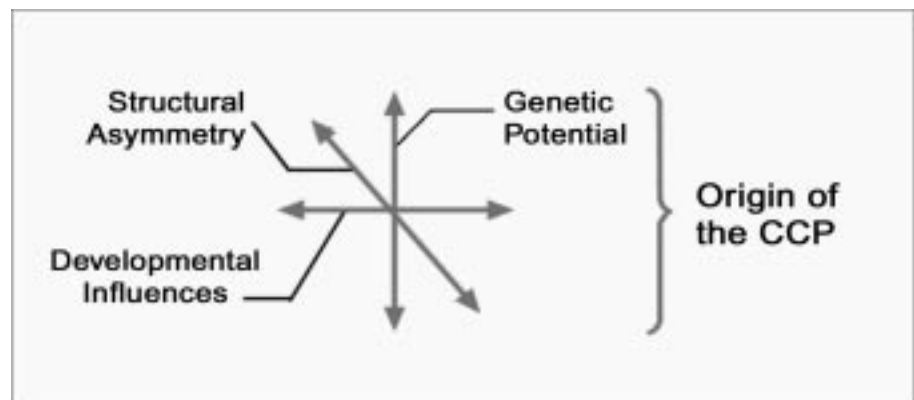 Structural
Asymmetry
Genetic
Potential
Origin of
the CCP
Developmental
Influences